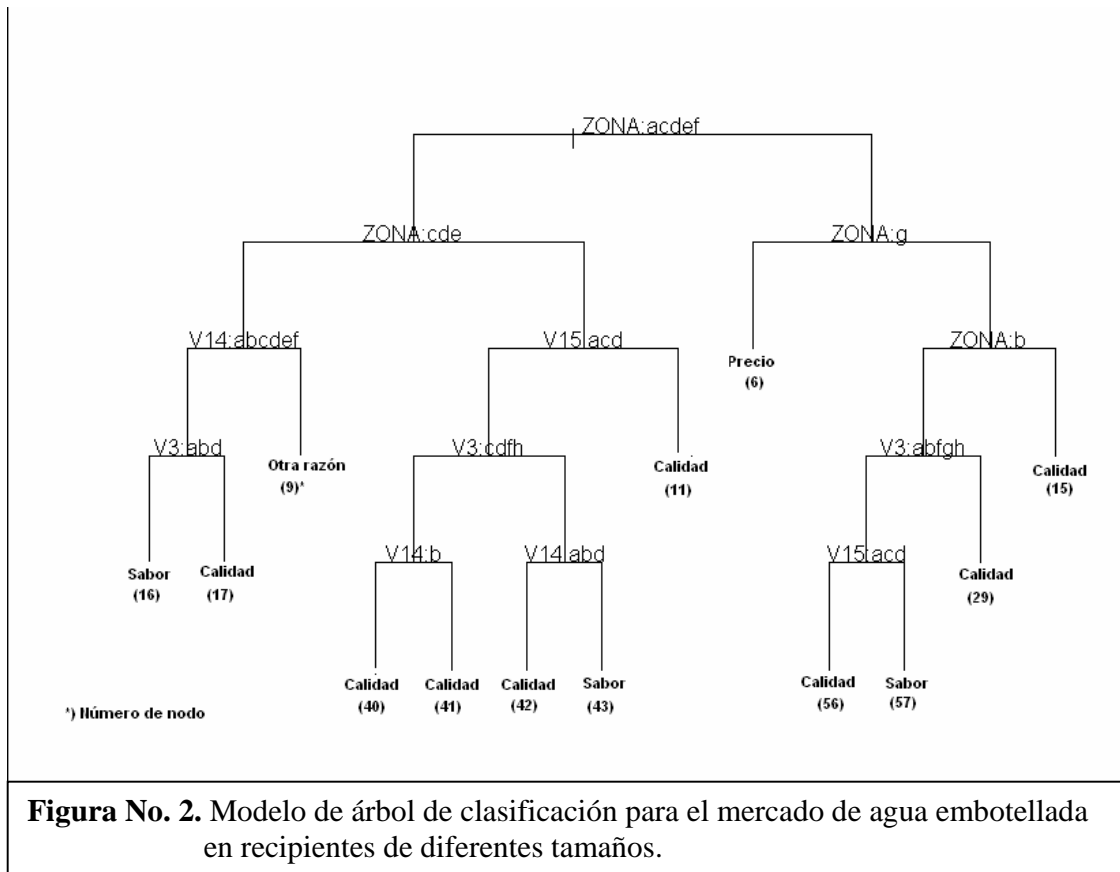 ZONA:acdef
ZONA:cde
ZONA:g
V14:abcdef
V15:acd
Precio
(6)
ZONA:b
V3:abd
Otra razón
(9)*
V3:cdfh
Calidad
(11)
V3:abfgh
Calidad
(15)
Sabor
(16)
Calidad
(17)
V14:b
V14:abd
V15:acd
Calidad
(29)
Calidad
(40)
Calidad
(41)
Calidad
(42)
Sabor
(43)
Calidad
(56)
Sabor
(57)
*) Número de nodo
Figura No. 2. Modelo de árbol de clasificación para el mercado de agua embotellada
en recipientes de diferentes tamaños.